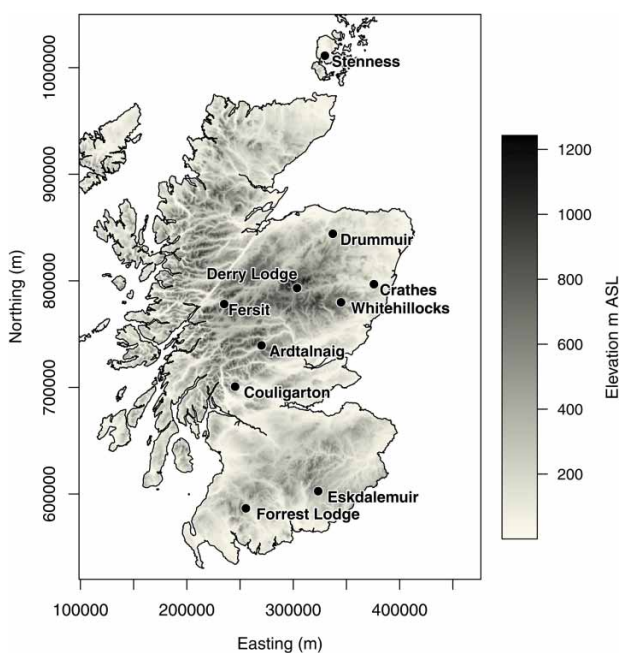 Stenness
Drummuir
Derry Lodge
Crathes
Fersit
Whitehillocks
Ardtalnaig
Couligarton
Eskdalemuir
Forrest Lodge
1000000
900000
800000
700000
600000
Northing (m)
100000
200000
300000
400000
Easting (m)
1200
1000
800
600
400
200
Elevation m ASL